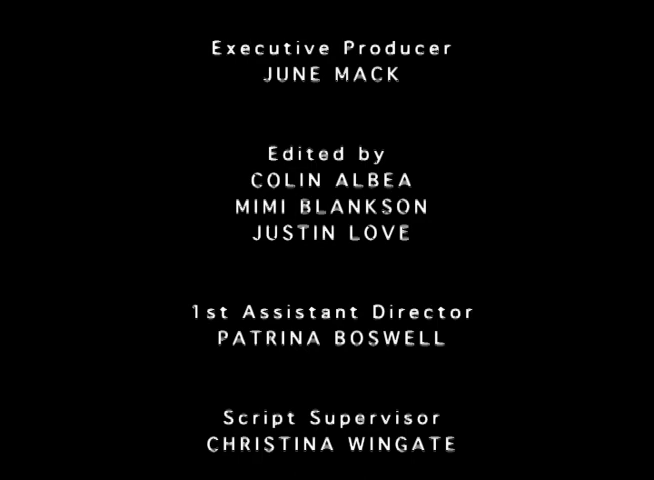 Executive Producer
JUNE MACK
Edited by
COLIN ALBEA
MIMI BLANKSON
JUSTIN LOVE
1st Assistant Director
PATRINA BOSWELL
Script Supervisor
CHRISTINA WINGATE